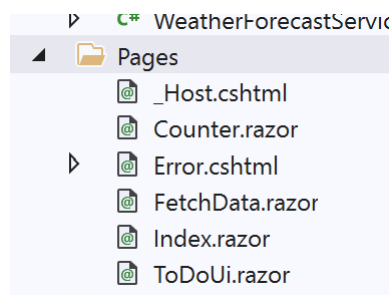 C# WeatherForecastServic
Pages
_Host.cshtml
Counter.razor
Error.cshtml
FetchData.razor
Index.razor
ToDoUi.razor